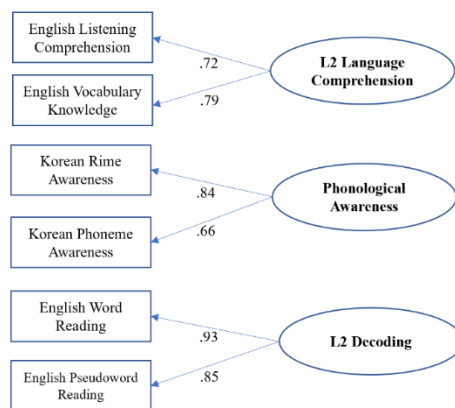 English Listening
Comprehension
.72
L2 Language
Comprehension
English Vocabulary
Knowledge
.79
Korean Rime
Awareness
.84
Phonological
Awareness
Korean Phoneme
Awareness
.66
English Word
Reading
.93
L2 Decoding
English Pseudoword
Reading
.85